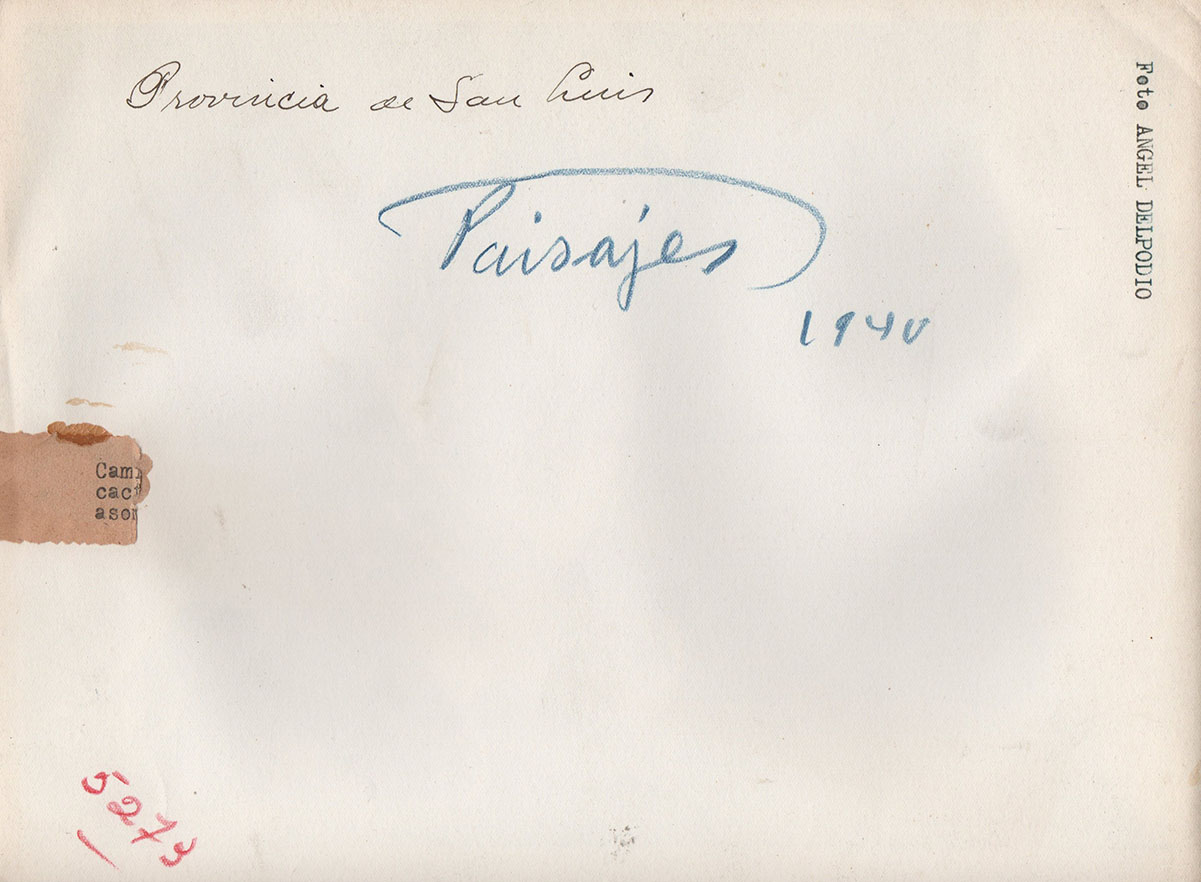 Provincia de San Luis
Paisajes
1940
Foto ANGEL DELPODIO
Cam
cac
aso
5273